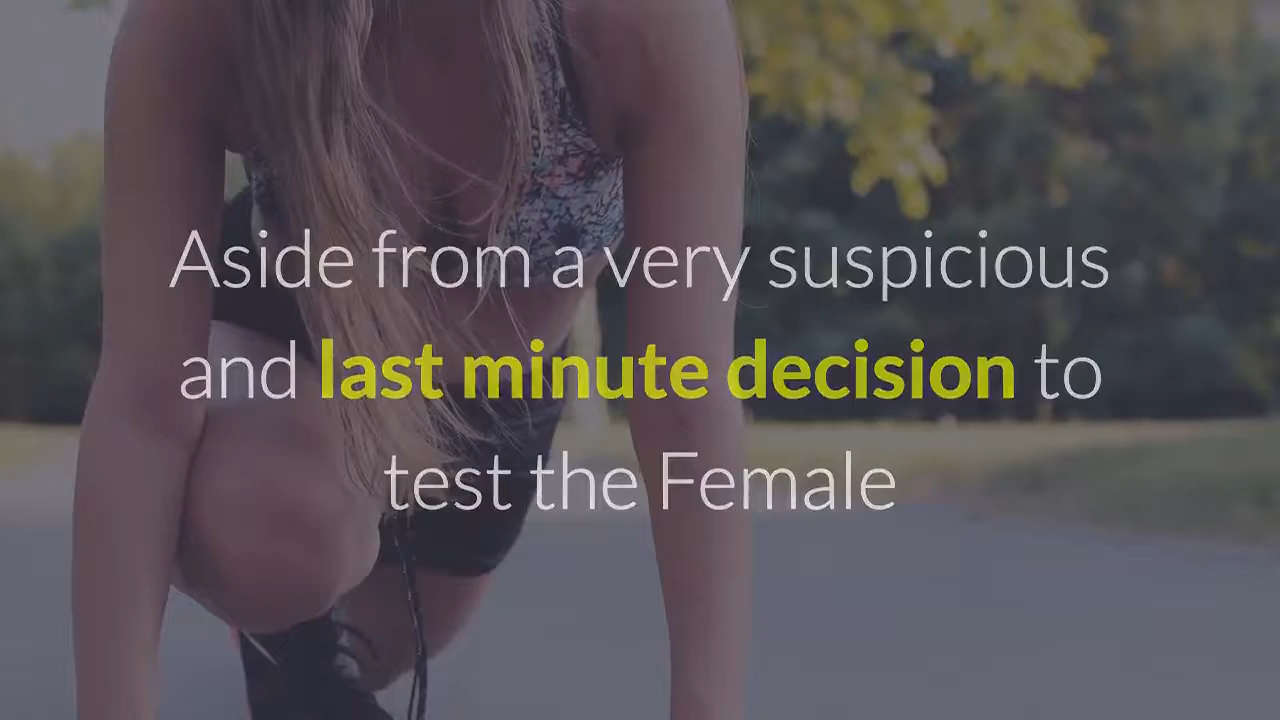 Aside from a very suspicious
and last minute decision to
test the Female